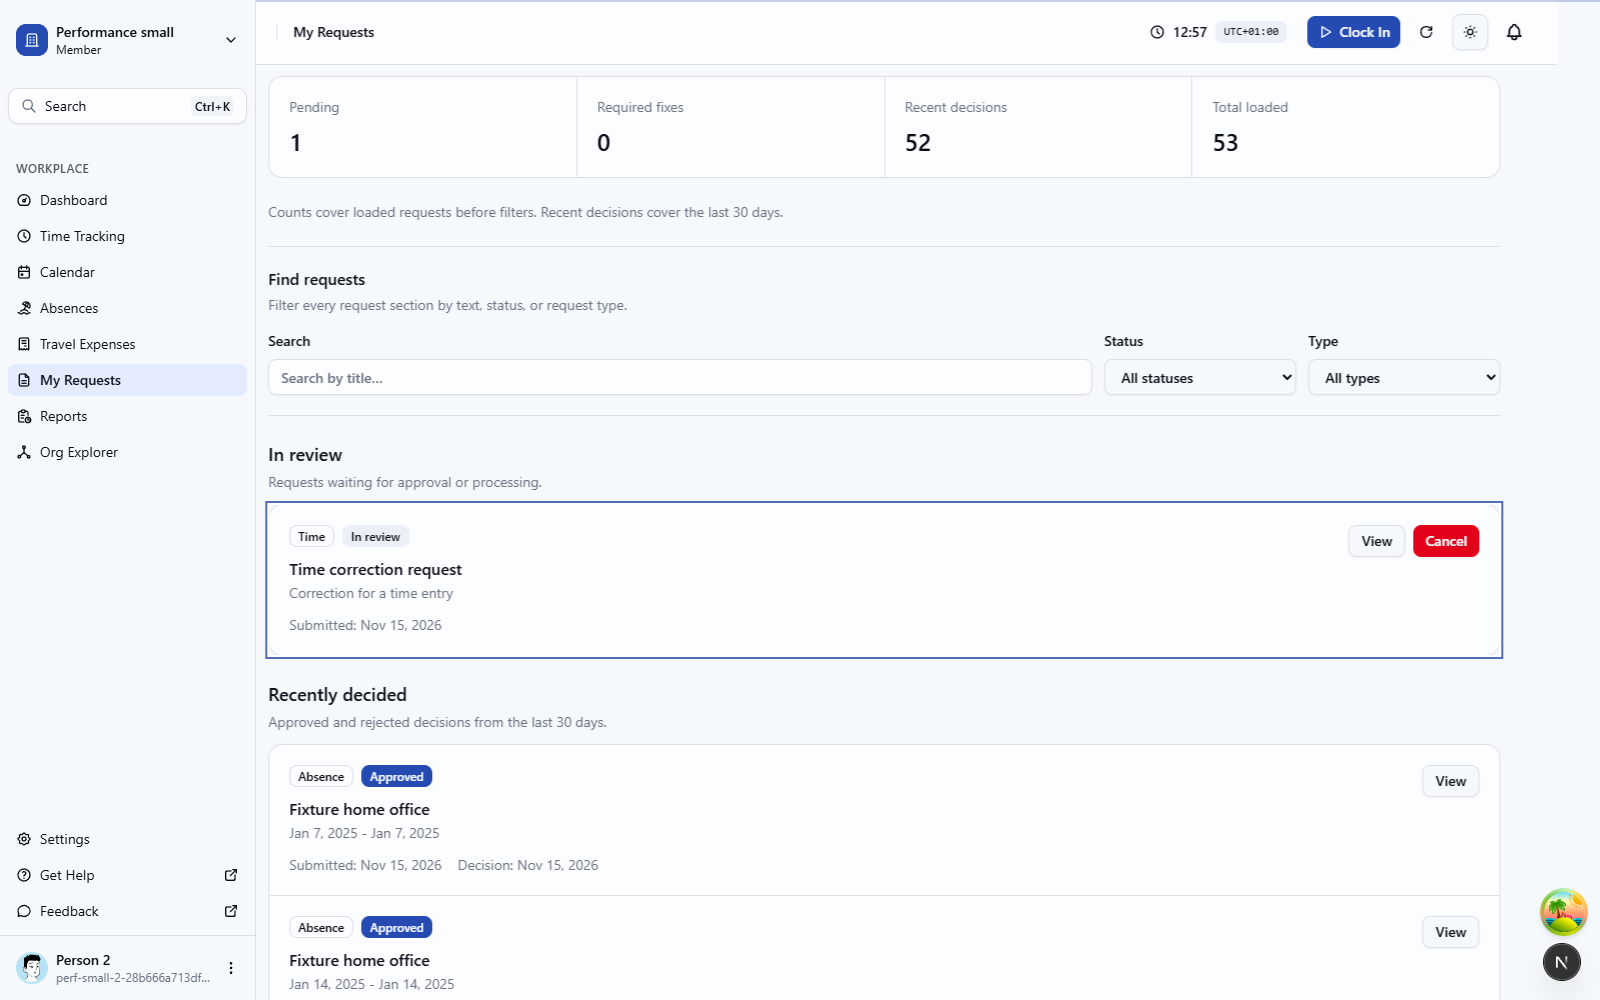 Performance small
Member
My Requests
12:57
UTC+01:00
Clock In
Search
Ctrl+K
WORKPLACE
Dashboard
Time Tracking
Calendar
Absences
Travel Expenses
My Requests
Reports
Org Explorer
Settings
Get Help
Feedback
Person 2
perf-small-2-28b666a713df...
Pending
1
Required fixes
0
Recent decisions
52
Total loaded
53
Counts cover loaded requests before filters. Recent decisions cover the last 30 days.
Find requests
Filter every request section by text, status, or request type.
Search
Search by title...
Status
All statuses
Type
All types
In review
Requests waiting for approval or processing.
Time
In review
View
Cancel
Time correction request
Correction for a time entry
Submitted: Nov 15, 2026
Recently decided
Approved and rejected decisions from the last 30 days.
Absence
Approved
View
Fixture home office
Jan 7, 2025 - Jan 7, 2025
Submitted: Nov 15, 2026 Decision: Nov 15, 2026
Absence
Approved
View
Fixture home office
Jan 14, 2025 - Jan 14, 2025
N